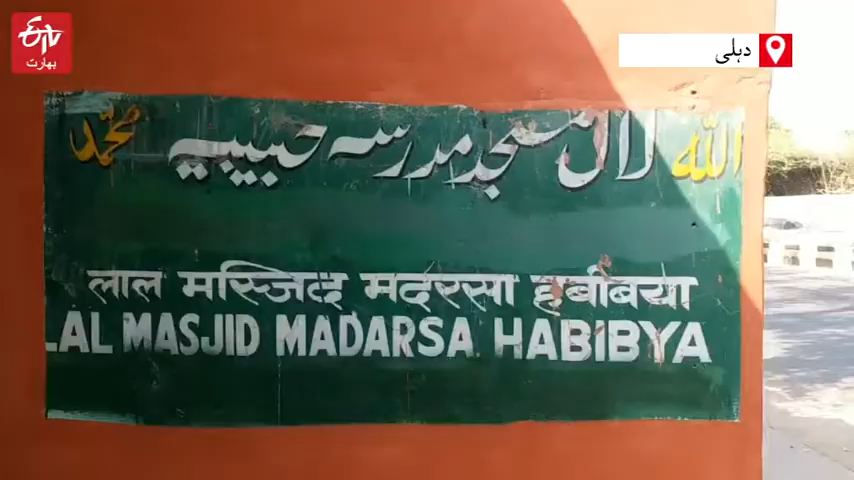 ETV
بھارت
دہلی
اللہ لال مسجد مدرسہ حبیبیہ محمد
लाल मस्जिद मदरसा हबीबया
LAL MASJID MADARSA HABIBYA